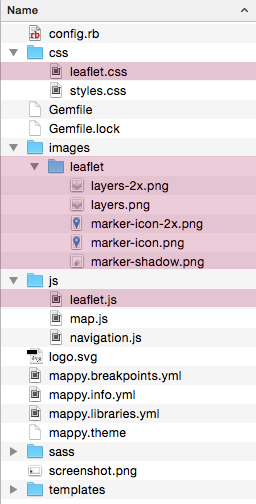 Name
config.rb
css
leaflet.css
styles.css
Gemfile
Gemfile.lock
images
leaflet
layers-2x.png
layers.png
marker-icon-2x.png
marker-icon.png
marker-shadow.png
js
leaflet.js
map.js
navigation.js
logo.svg
mappy.breakpoints.yml
mappy.info.yml
mappy.libraries.yml
mappy.theme
sass
screenshot.png
templates